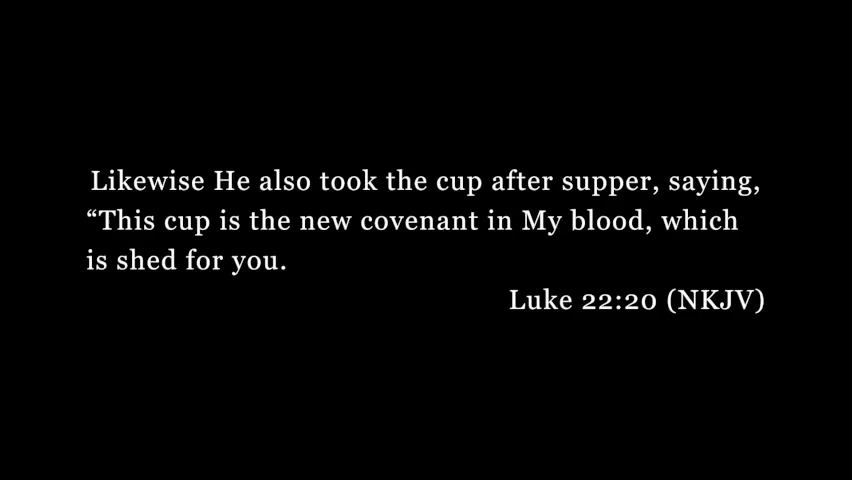 Likewise He also took the cup after supper, saying,
“This cup is the new covenant in My blood, which
is shed for you.
Luke 22:20 (NKJV)